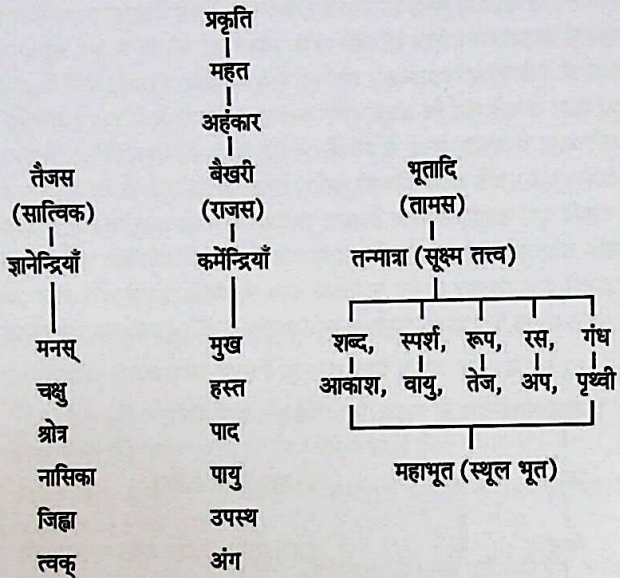 प्रकृति
महत
अहंकार
तैजस बैखरी भूतादि
(सात्विक) (राजस) (तामस)
ज्ञानेन्द्रियाँ कर्मेन्द्रियाँ तन्मात्रा (सूक्ष्म तत्त्व)
मनस् मुख शब्द, स्पर्श, रूप, रस, गंध
चक्षु हस्त आकाश, वायु, तेज, अप, पृथ्वी
श्रोत्र पाद
नासिका पायु महाभूत (स्थूल भूत)
जिह्वा उपस्थ
त्वक् अंग